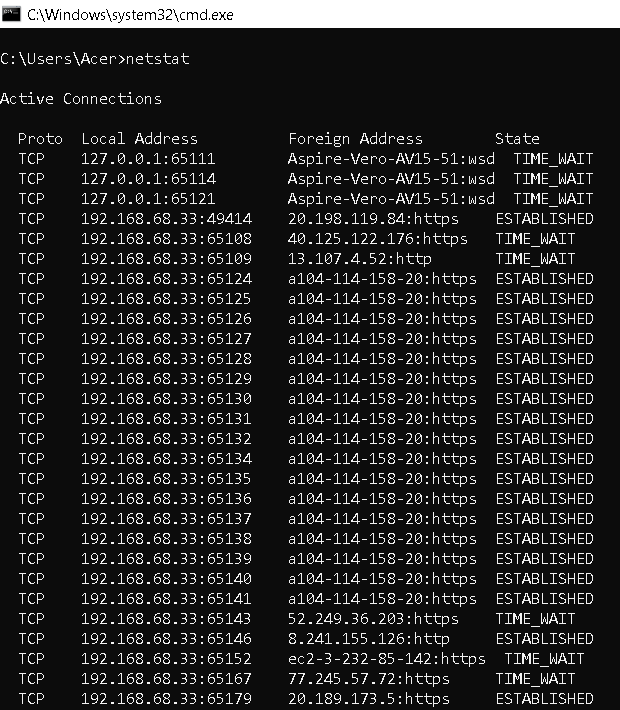 C:\Windows\system32\cmd.exe
C:\Users\Acer>netstat
Active Connections
Proto Local Address Foreign Address State
TCP 127.0.0.1:65111 Aspire-Vero-AV15-51:wsd TIME_WAIT
TCP 127.0.0.1:65114 Aspire-Vero-AV15-51:wsd TIME_WAIT
TCP 127.0.0.1:65121 Aspire-Vero-AV15-51:wsd TIME_WAIT
TCP 192.168.68.33:49414 20.198.119.84:https ESTABLISHED
TCP 192.168.68.33:65108 40.125.122.176:https TIME_WAIT
TCP 192.168.68.33:65109 13.107.4.52:http TIME_WAIT
TCP 192.168.68.33:65124 a104-114-158-20:https ESTABLISHED
TCP 192.168.68.33:65125 a104-114-158-20:https ESTABLISHED
TCP 192.168.68.33:65126 a104-114-158-20:https ESTABLISHED
TCP 192.168.68.33:65127 a104-114-158-20:https ESTABLISHED
TCP 192.168.68.33:65128 a104-114-158-20:https ESTABLISHED
TCP 192.168.68.33:65129 a104-114-158-20:https ESTABLISHED
TCP 192.168.68.33:65130 a104-114-158-20:https ESTABLISHED
TCP 192.168.68.33:65131 a104-114-158-20:https ESTABLISHED
TCP 192.168.68.33:65132 a104-114-158-20:https ESTABLISHED
TCP 192.168.68.33:65134 a104-114-158-20:https ESTABLISHED
TCP 192.168.68.33:65135 a104-114-158-20:https ESTABLISHED
TCP 192.168.68.33:65136 a104-114-158-20:https ESTABLISHED
TCP 192.168.68.33:65137 a104-114-158-20:https ESTABLISHED
TCP 192.168.68.33:65138 a104-114-158-20:https ESTABLISHED
TCP 192.168.68.33:65139 a104-114-158-20:https ESTABLISHED
TCP 192.168.68.33:65140 a104-114-158-20:https ESTABLISHED
TCP 192.168.68.33:65141 a104-114-158-20:https ESTABLISHED
TCP 192.168.68.33:65143 52.249.36.203:https TIME_WAIT
TCP 192.168.68.33:65146 8.241.155.126:http ESTABLISHED
TCP 192.168.68.33:65152 ec2-3-232-85-142:https TIME_WAIT
TCP 192.168.68.33:65167 77.245.57.72:https TIME_WAIT
TCP 192.168.68.33:65179 20.189.173.5:https ESTABLISHED